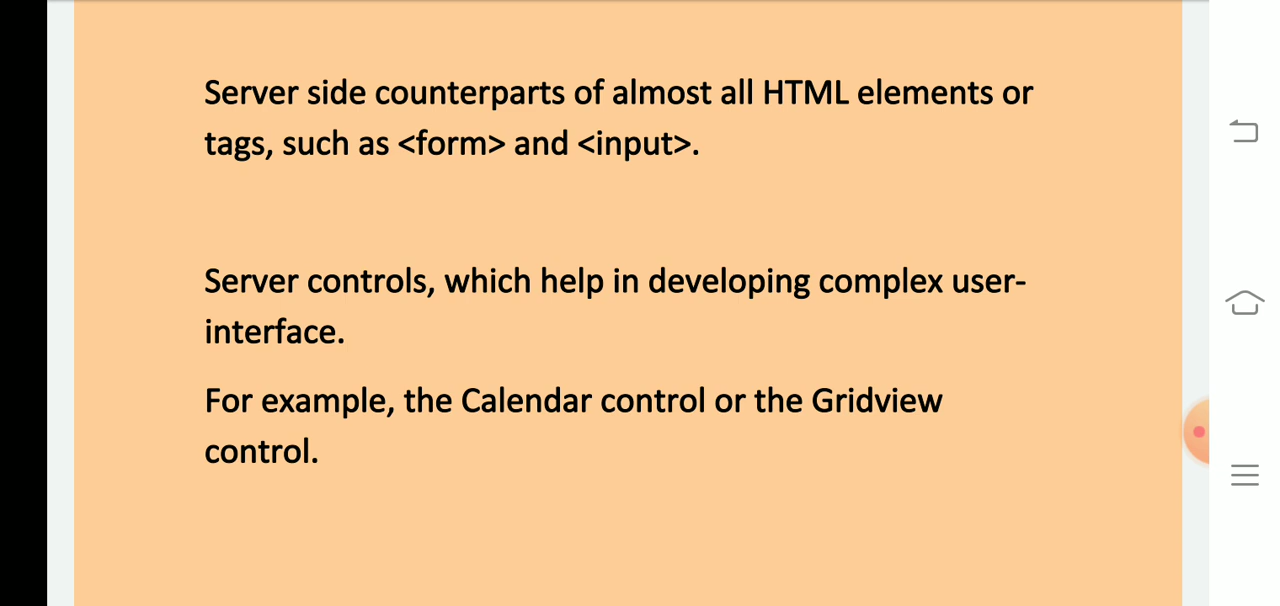 Server side counterparts of almost all HTML elements or
tags, such as <form> and <input>.
Server controls, which help in developing complex user-
interface.
For example, the Calendar control or the Gridview
control.